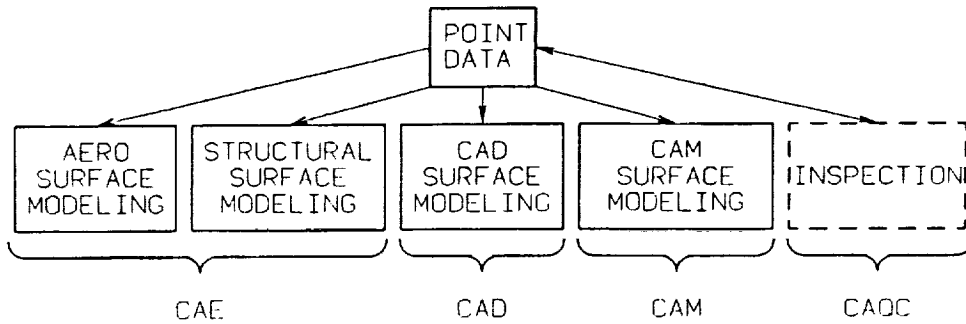 POINT
DATA
AERO
SURFACE
MODELING
STRUCTURAL
SURFACE
MODELING
CAD
SURFACE
MODELING
CAM
SURFACE
MODELING
INSPECTION
CAE
CAD
CAM
CAQC